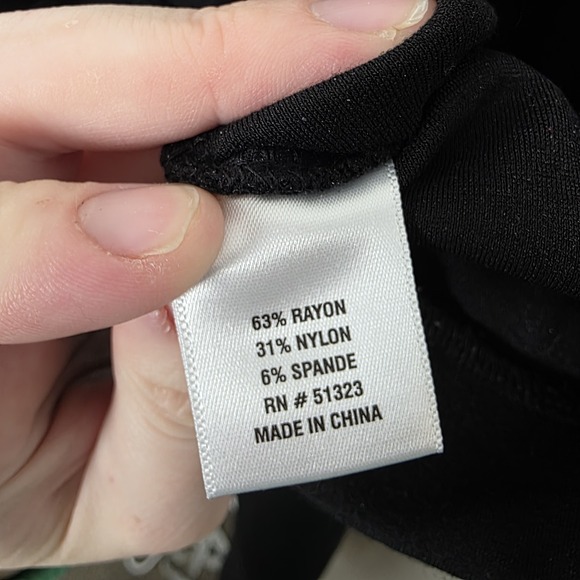 63% RAYON
31% NYLON
6% SPANDE
RN # 51323
MADE IN CHINA